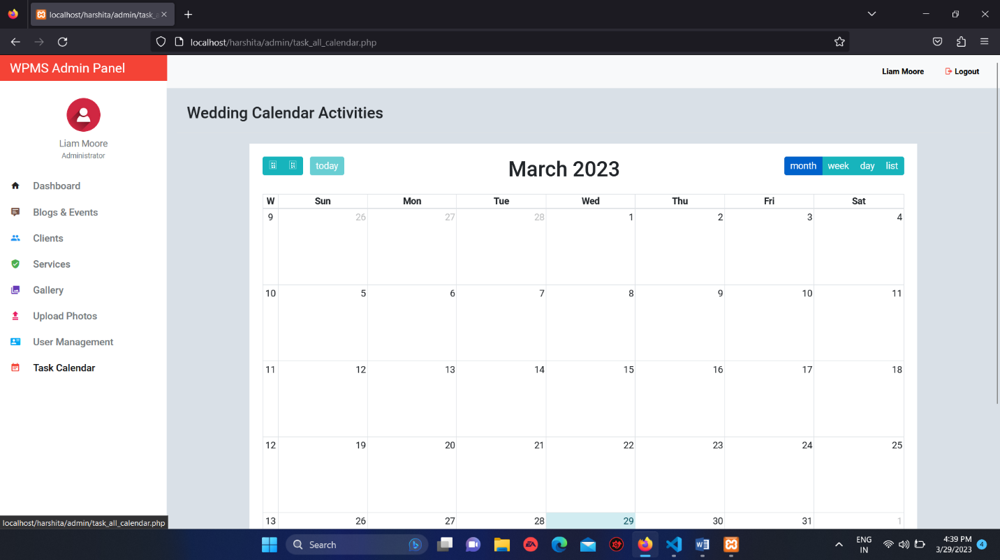 localhost/harshita/admin/task_a
localhost/harshita/admin/task_all_calendar.php
WPMS Admin Panel
Liam Moore
Logout
Liam Moore
Administrator
Dashboard
Blogs & Events
Clients
Services
Gallery
Upload Photos
User Management
Task Calendar
Wedding Calendar Activities
today
March 2023
month week day list
W Sun Mon Tue Wed Thu Fri Sat
9 26 27 28 1 2 3 4
10 5 6 7 8 9 10 11
11 12 13 14 15 16 17 18
12 19 20 21 22 23 24 25
13 26 27 28 29 30 31 1
localhost/harshita/admin/task_all_calendar.php
Search
ENG
IN
4:39 PM
3/29/2023
4